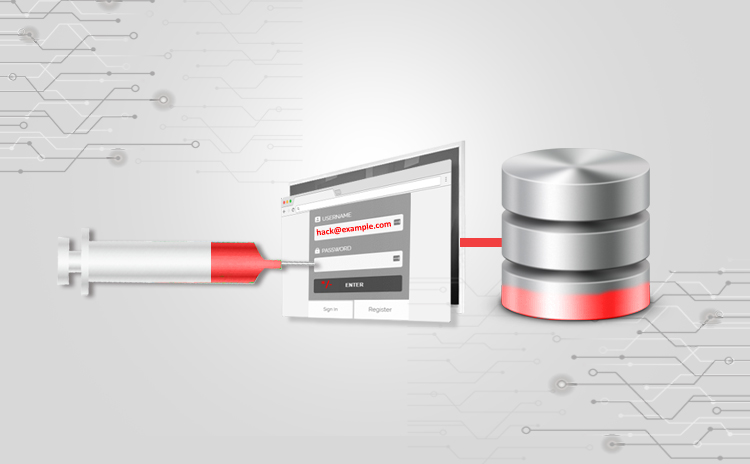 USERNAME
hack@example.com
PASSWORD
ENTER
Sign in
Register